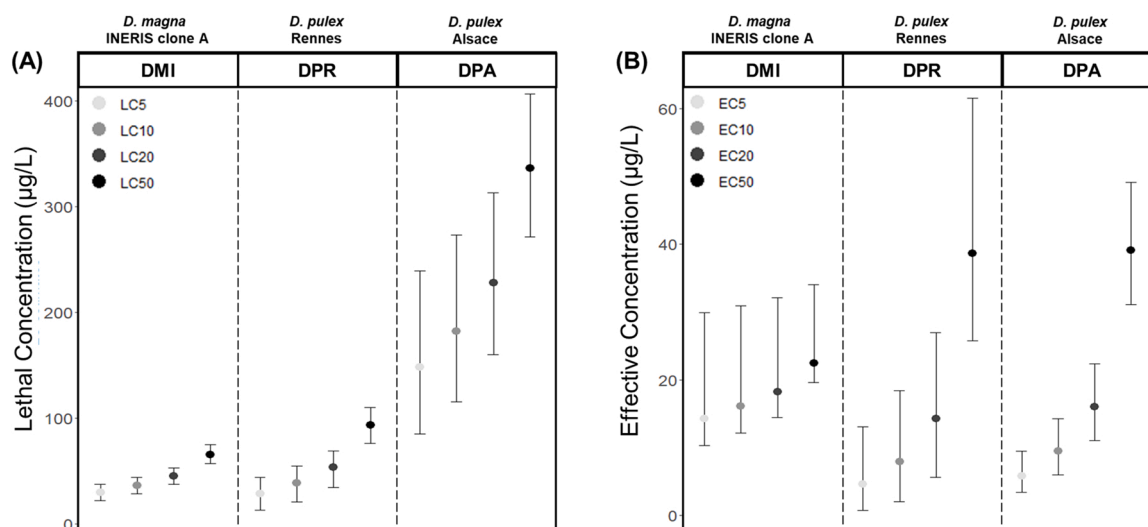 D. magna
INERIS clone A
D. pulex
Rennes
D. pulex
Alsace
(A)
DMI
DPR
DPA
LC5
LC10
LC20
LC50
Lethal Concentration (µg/L)
400
300
200
100
0
D. magna
INERIS clone A
D. pulex
Rennes
D. pulex
Alsace
(B)
DMI
DPR
DPA
EC5
EC10
EC20
EC50
Effective Concentration (µg/L)
60
40
20
0